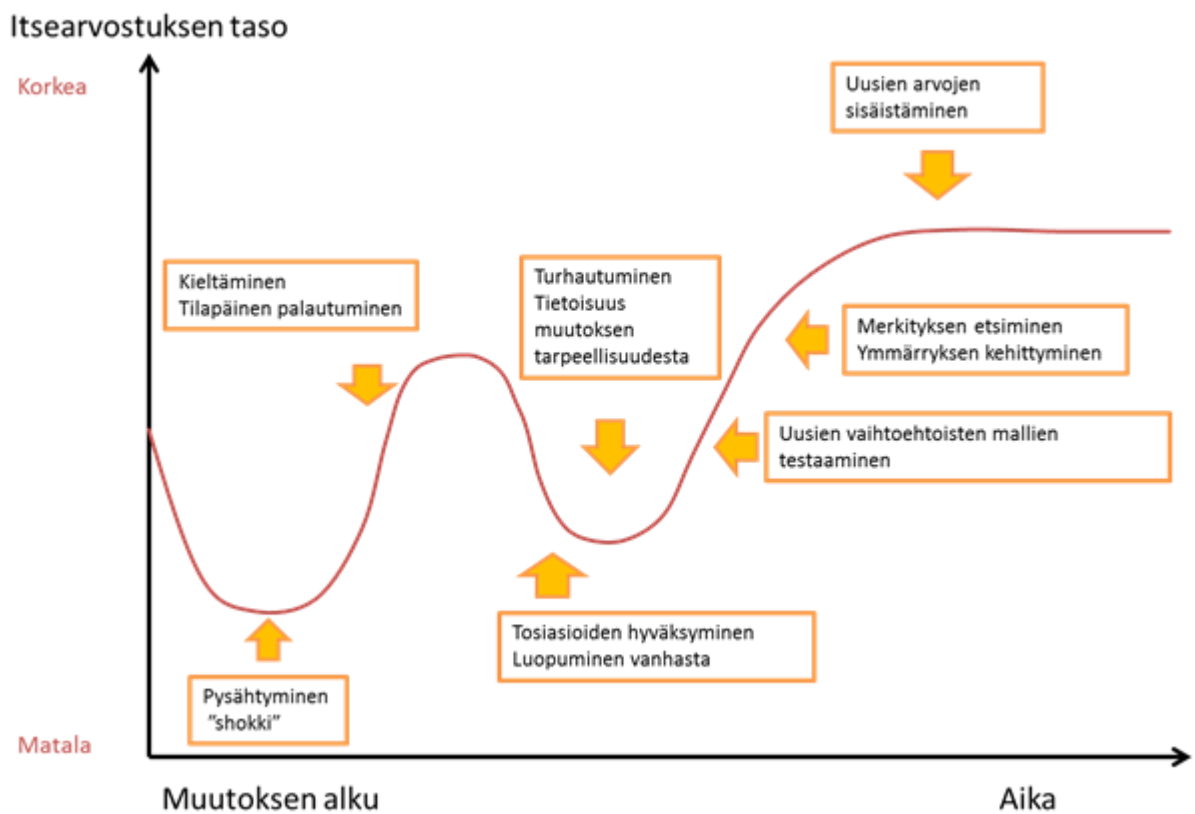 Itsearvostuksen taso
Korkea
Uusien arvojen
sisäistäminen
Kieltäminen
Tilapäinen palautuminen
Turhautuminen
Tietoisuus
muutoksen
tarpeellisuudesta
Merkityksen etsiminen
Ymmärryksen kehittyminen
Uusien vaihtoehtoisten mallien
testaaminen
Tosiasioiden hyväksyminen
Luopuminen vanhasta
Pysähtyminen
”shokki”
Matala
Muutoksen alku
Aika